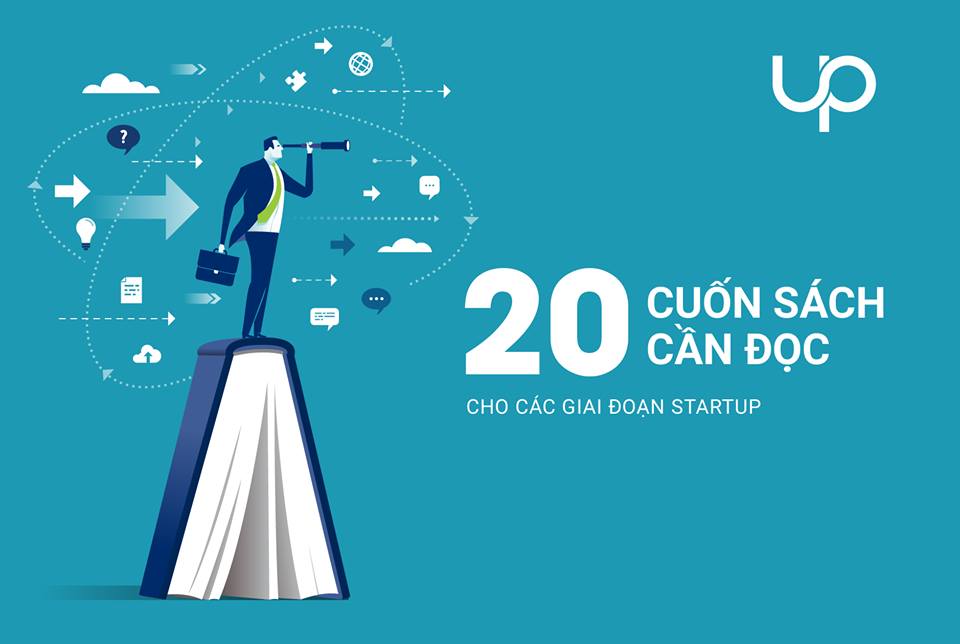 up
?
20 CUỐN SÁCH
CẦN ĐỌC
CHO CÁC GIAI ĐOẠN STARTUP